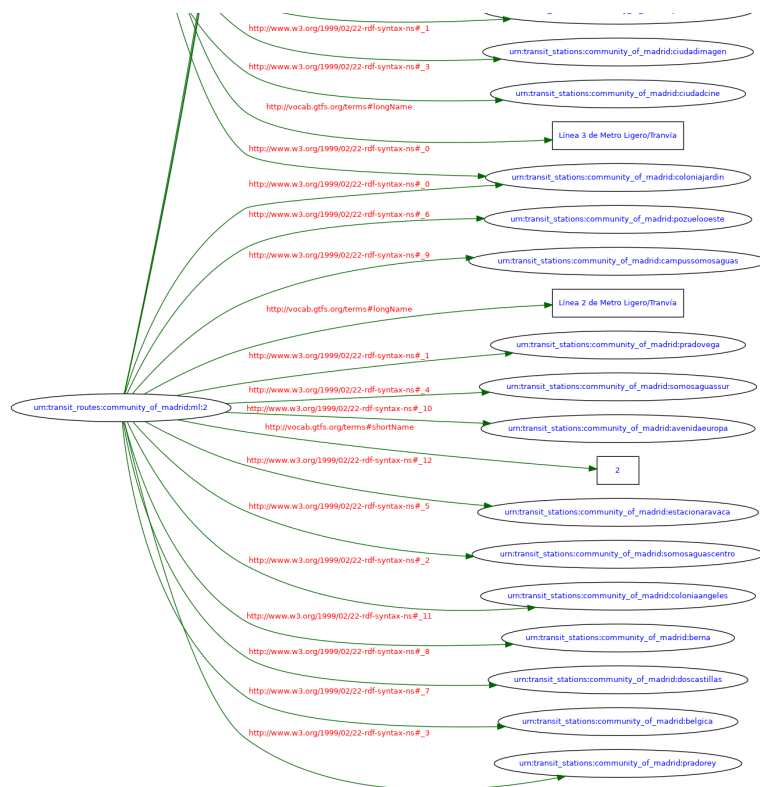 http://www.w3.org/1999/02/22-rdf-syntax-ns#_1
urn:transit_stations:community_of_madrid:ciudadimagen
http://www.w3.org/1999/02/22-rdf-syntax-ns#_3
urn:transit_stations:community_of_madrid:ciudadcine
http://vocab.gtfs.org/terms#longName
Línea 3 de Metro Ligero/Tranvía
http://www.w3.org/1999/02/22-rdf-syntax-ns#_0
urn:transit_stations:community_of_madrid:coloniajardin
http://www.w3.org/1999/02/22-rdf-syntax-ns#_0
http://www.w3.org/1999/02/22-rdf-syntax-ns#_6
urn:transit_stations:community_of_madrid:pozuelooeste
http://www.w3.org/1999/02/22-rdf-syntax-ns#_9
urn:transit_stations:community_of_madrid:campussomosaguas
http://vocab.gtfs.org/terms#longName
Línea 2 de Metro Ligero/Tranvía
urn:transit_stations:community_of_madrid:pradovega
http://www.w3.org/1999/02/22-rdf-syntax-ns#_1
urn:transit_stations:community_of_madrid:somosaguassur
http://www.w3.org/1999/02/22-rdf-syntax-ns#_4
urn:transit_routes:community_of_madrid:ml:2
http://www.w3.org/1999/02/22-rdf-syntax-ns#_10
http://vocab.gtfs.org/terms#shortName
urn:transit_stations:community_of_madrid:avenidaeuropa
http://www.w3.org/1999/02/22-rdf-syntax-ns#_12
2
http://www.w3.org/1999/02/22-rdf-syntax-ns#_5
urn:transit_stations:community_of_madrid:estacionaravaca
urn:transit_stations:community_of_madrid:somosaguascentro
http://www.w3.org/1999/02/22-rdf-syntax-ns#_2
urn:transit_stations:community_of_madrid:coloniaangeles
http://www.w3.org/1999/02/22-rdf-syntax-ns#_11
urn:transit_stations:community_of_madrid:berna
http://www.w3.org/1999/02/22-rdf-syntax-ns#_8
urn:transit_stations:community_of_madrid:doscastillas
http://www.w3.org/1999/02/22-rdf-syntax-ns#_7
urn:transit_stations:community_of_madrid:belgica
http://www.w3.org/1999/02/22-rdf-syntax-ns#_3
urn:transit_stations:community_of_madrid:pradorey